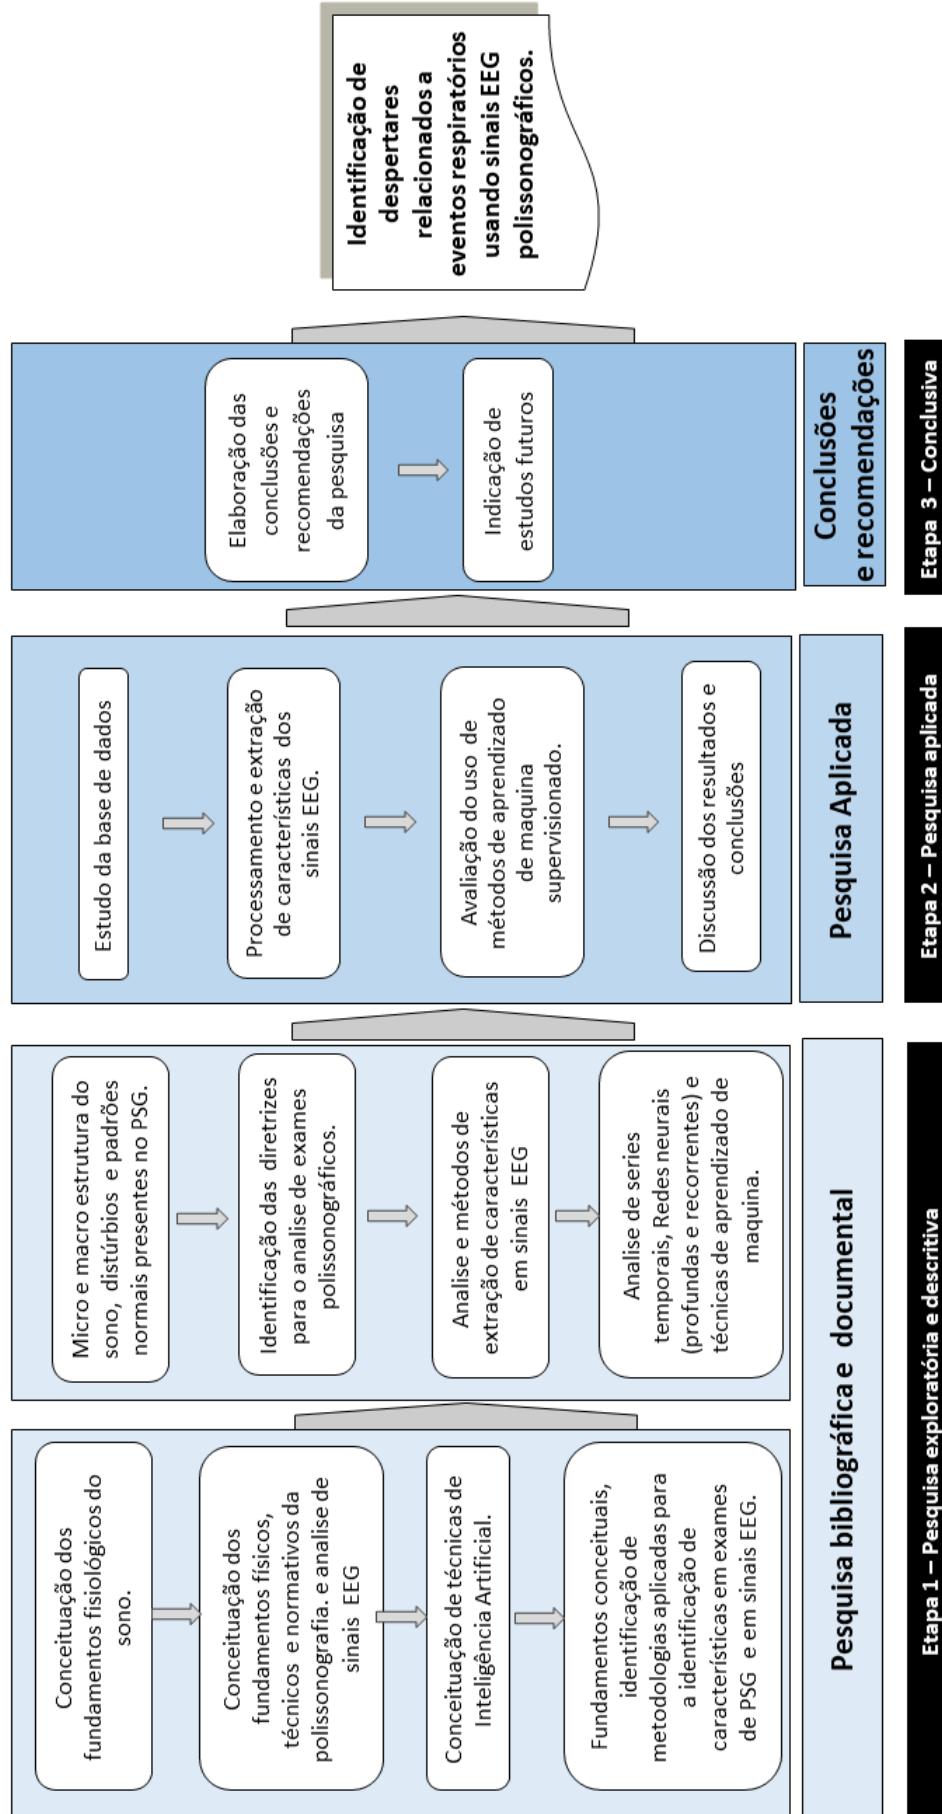 Conceituação dos
fundamentos fisiológicos do
sono.
Conceituação dos
fundamentos físicos,
técnicos e normativos da
polissonografia. e analise de
sinais EEG
Conceituação de técnicas de
Inteligência Artificial.
Fundamentos conceituais,
identificação de
metodologias aplicadas para
a identificação de
características em exames
de PSG e em sinais EEG.
Micro e macro estrutura do
sono, distúrbios e padrões
normais presentes no PSG.
Identificação das diretrizes
para o analise de exames
polissonográficos.
Analise e métodos de
extração de características
em sinais EEG
Analise de series
temporais, Redes neurais
(profundas e recorrentes) e
técnicas de aprendizado de
maquina.
Pesquisa bibliográfica e documental
Etapa 1 – Pesquisa exploratória e descritiva
Estudo da base de dados
Processamento e extração
de características dos
sinais EEG.
Avaliação do uso de
métodos de aprendizado
de maquina
supervisionado.
Discussão dos resultados e
conclusões
Pesquisa Aplicada
Etapa 2 – Pesquisa aplicada
Elaboração das
conclusões e
recomendações
da pesquisa
Indicação de
estudos futuros
Conclusões
e recomendações
Etapa 3 – Conclusiva
Identificação de
despertares
relacionados a
eventos respiratórios
usando sinais EEG
polissonográficos.